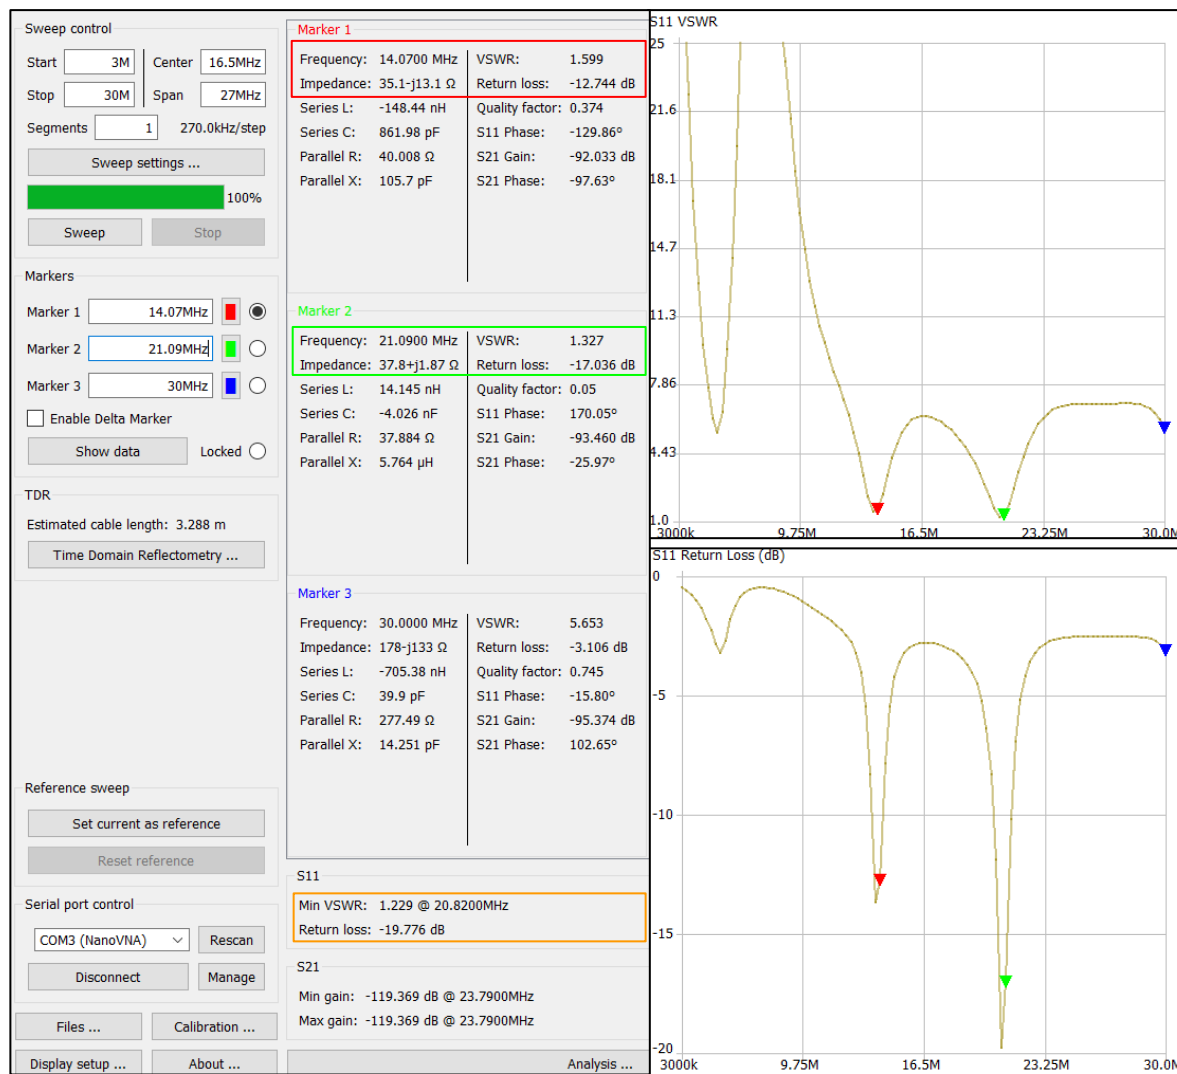 Sweep control
Start 3M Center 16.5MHz
Stop 30M Span 27MHz
Segments 1 270.0kHz/step
Sweep settings ...
100%
Sweep Stop
Markers
Marker 1 14.07MHz
Marker 2 21.09MHz
Marker 3 30MHz
Enable Delta Marker
Show data Locked
TDR
Estimated cable length: 3.288 m
Time Domain Reflectometry ...
Reference sweep
Set current as reference
Reset reference
Serial port control
COM3 (NanoVNA) Rescan
Disconnect Manage
Files ... Calibration ...
Display setup ... About ...
Marker 1
Frequency: 14.0700 MHz VSWR: 1.599
Impedance: 35.1-j13.1 Ω Return loss: -12.744 dB
Series L: -148.44 nH Quality factor: 0.374
Series C: 861.98 pF S11 Phase: -129.86º
Parallel R: 40.008 Ω S21 Gain: -92.033 dB
Parallel X: 105.7 pF S21 Phase: -97.63º
Marker 2
Frequency: 21.0900 MHz VSWR: 1.327
Impedance: 37.8+j1.87 Ω Return loss: -17.036 dB
Series L: 14.145 nH Quality factor: 0.05
Series C: -4.026 nF S11 Phase: 170.05º
Parallel R: 37.884 Ω S21 Gain: -93.460 dB
Parallel X: 5.764 µH S21 Phase: -25.97º
Marker 3
Frequency: 30.0000 MHz VSWR: 5.653
Impedance: 178-j133 Ω Return loss: -3.106 dB
Series L: -705.38 nH Quality factor: 0.745
Series C: 39.9 pF S11 Phase: -15.80º
Parallel R: 277.49 Ω S21 Gain: -95.374 dB
Parallel X: 14.251 pF S21 Phase: 102.65º
S11
Min VSWR: 1.229 @ 20.8200MHz
Return loss: -19.776 dB
S21
Min gain: -119.369 dB @ 23.7900MHz
Max gain: -119.369 dB @ 23.7900MHz
Analysis ...
S11 VSWR
25
21.6
18.1
14.7
11.3
7.86
4.43
1.0
3000k 9.75M 16.5M 23.25M 30.0M
S11 Return Loss (dB)
0
-5
-10
-15
-20
3000k 9.75M 16.5M 23.25M 30.0M